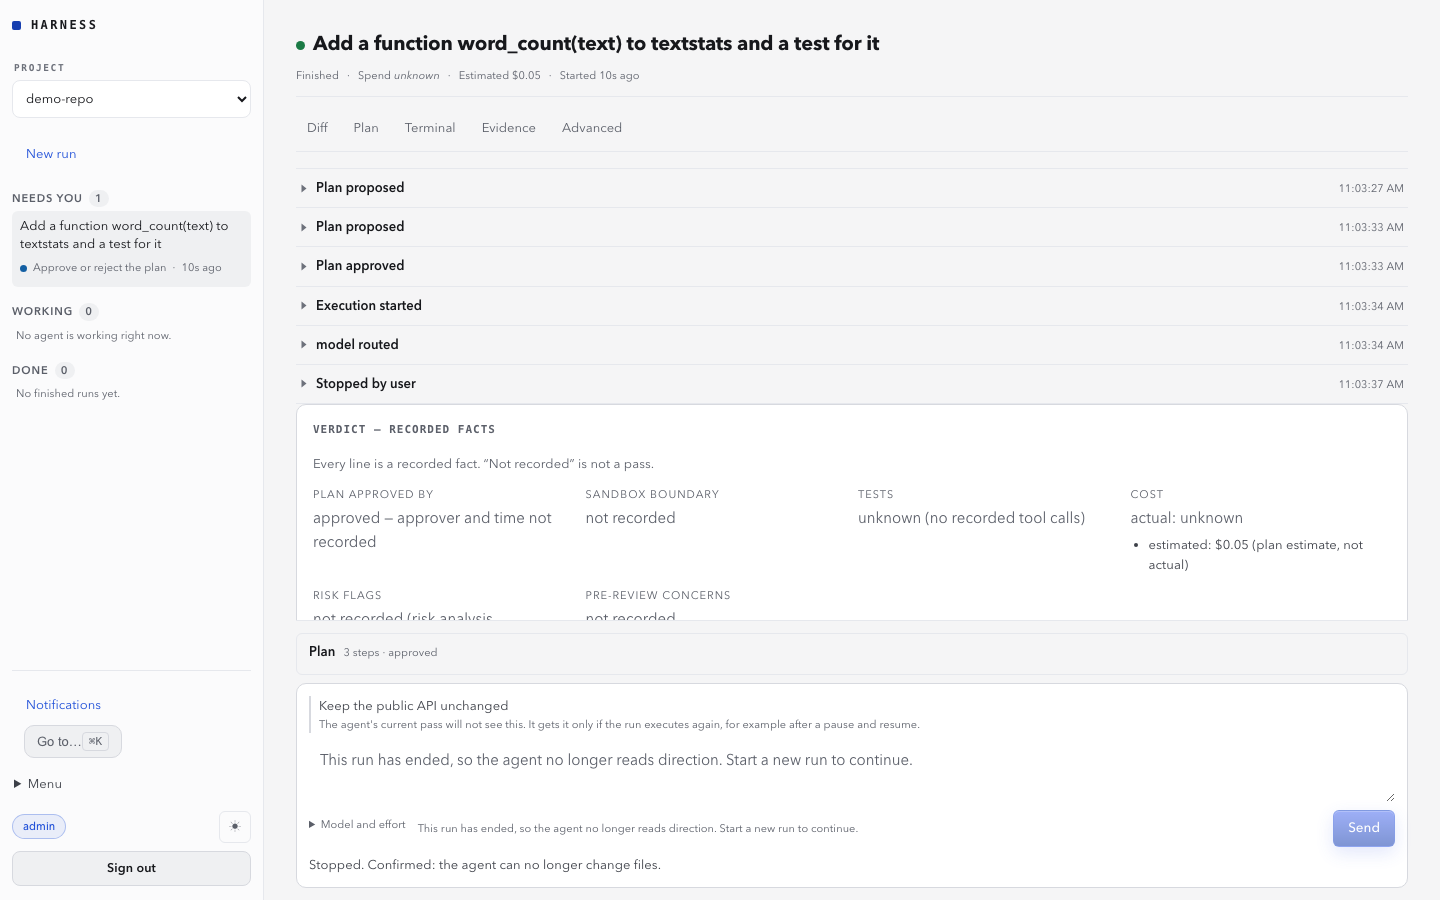 HARNESS
PROJECT
demo-repo
New run
NEEDS YOU 1
Add a function word_count(text) to
textstats and a test for it
Approve or reject the plan · 10s ago
WORKING 0
No agent is working right now.
DONE 0
No finished runs yet.
Notifications
Go to... ⌘K
Menu
admin
Sign out
Add a function word_count(text) to textstats and a test for it
Finished · Spend unknown · Estimated $0.05 · Started 10s ago
Diff Plan Terminal Evidence Advanced
Plan proposed 11:03:27 AM
Plan proposed 11:03:33 AM
Plan approved 11:03:33 AM
Execution started 11:03:34 AM
model routed 11:03:34 AM
Stopped by user 11:03:37 AM
VERDICT — RECORDED FACTS
Every line is a recorded fact. “Not recorded” is not a pass.
PLAN APPROVED BY
approved — approver and time not
recorded
SANDBOX BOUNDARY
not recorded
TESTS
unknown (no recorded tool calls)
COST
actual: unknown
• estimated: $0.05 (plan estimate, not
actual)
RISK FLAGS
not recorded (risk analysis
PRE-REVIEW CONCERNS
not recorded
Plan 3 steps · approved
Keep the public API unchanged
The agent's current pass will not see this. It gets it only if the run executes again, for example after a pause and resume.
This run has ended, so the agent no longer reads direction. Start a new run to continue.
Model and effort This run has ended, so the agent no longer reads direction. Start a new run to continue.
Send
Stopped. Confirmed: the agent can no longer change files.